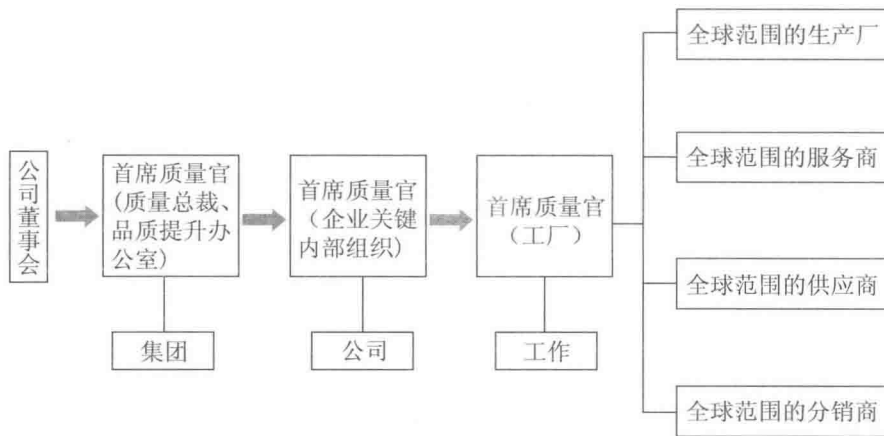 公司董事会
首席质量官
(质量总裁、
品质提升办
公室)
集团
首席质量官
（企业关键
内部组织）
公司
首席质量官
（工厂）
工作
全球范围的生产厂
全球范围的服务商
全球范围的供应商
全球范围的分销商